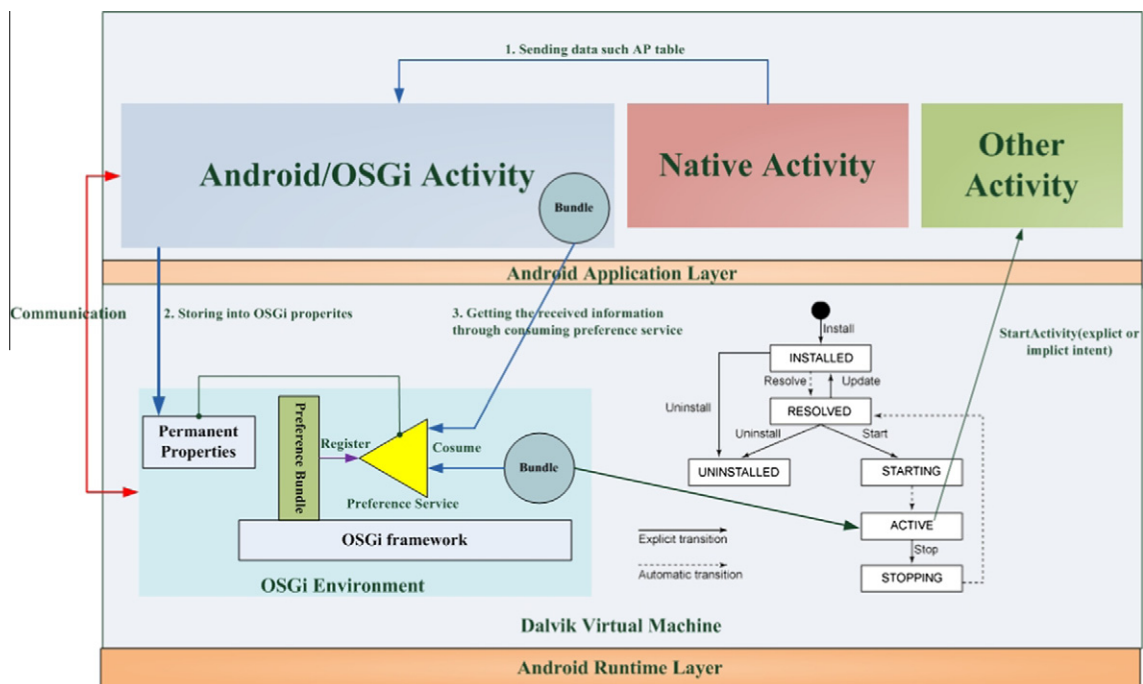 1. Sending data such AP table
Android/OSGi Activity
Native Activity
Other
Activity
Bundle
Android Application Layer
Communication
2. Storing into OSGi properites
3. Getting the received information
through consuming preference service
StartActivity(explict or
implict intent)
Install
INSTALLED
Resolve
Update
RESOLVED
Uninstall
Uninstall
Start
UNINSTALLED
STARTING
ACTIVE
Stop
STOPPING
Explicit transition
Automatic transition
Permanent
Properties
Preference Bundle
Register
Cosume
Preference Service
Bundle
OSGi framework
OSGi Environment
Dalvik Virtual Machine
Android Runtime Layer